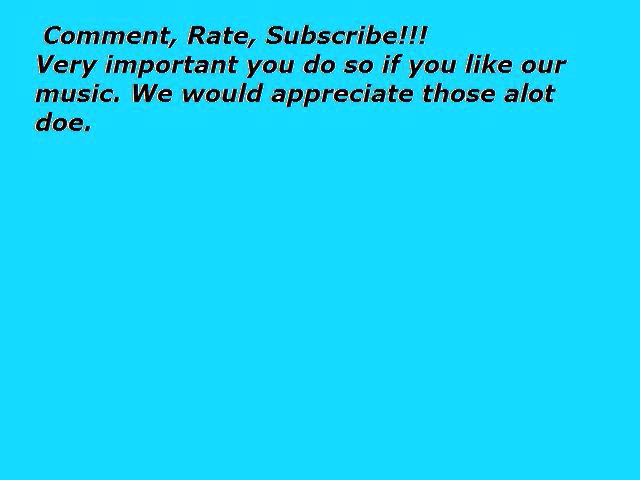 Comment, Rate, Subscribe!!!
Very important you do so if you like our
music. We would appreciate those alot
doe.